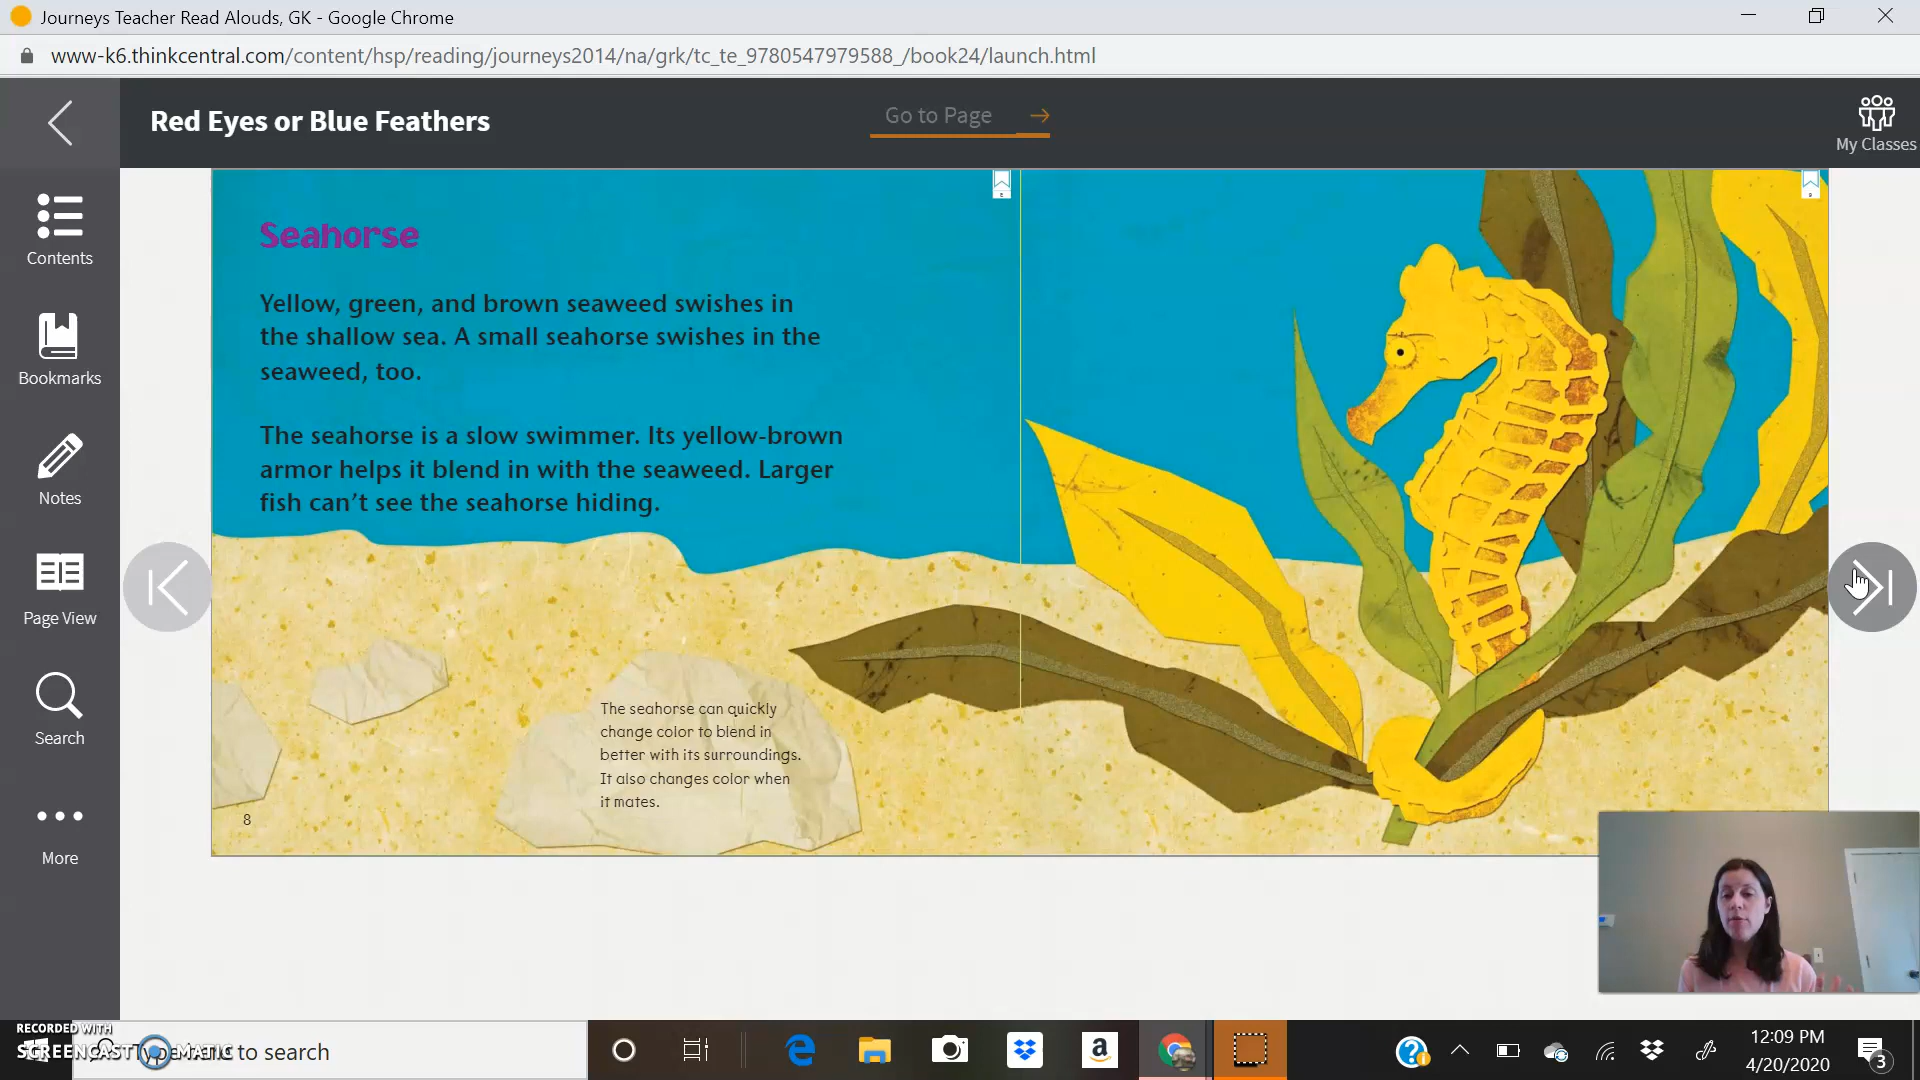 Journeys Teacher Read Alouds, GK - Google Chrome
www-k6.thinkcentral.com/content/hsp/reading/journeys2014/na/grk/tc_te_9780547979588_/book24/launch.html
Red Eyes or Blue Feathers
Go to Page
My Classes
Contents
Bookmarks
Notes
Page View
Search
More
Seahorse
Yellow, green, and brown seaweed swishes in
the shallow sea. A small seahorse swishes in the
seaweed, too.
The seahorse is a slow swimmer. Its yellow-brown
armor helps it blend in with the seaweed. Larger
fish can't see the seahorse hiding.
The seahorse can quickly
change color to blend in
better with its surroundings.
It also changes color when
it mates.
8
RECORDED WITH
SCREENCAST MATIC
to search
a
12:09 PM
4/20/2020
3